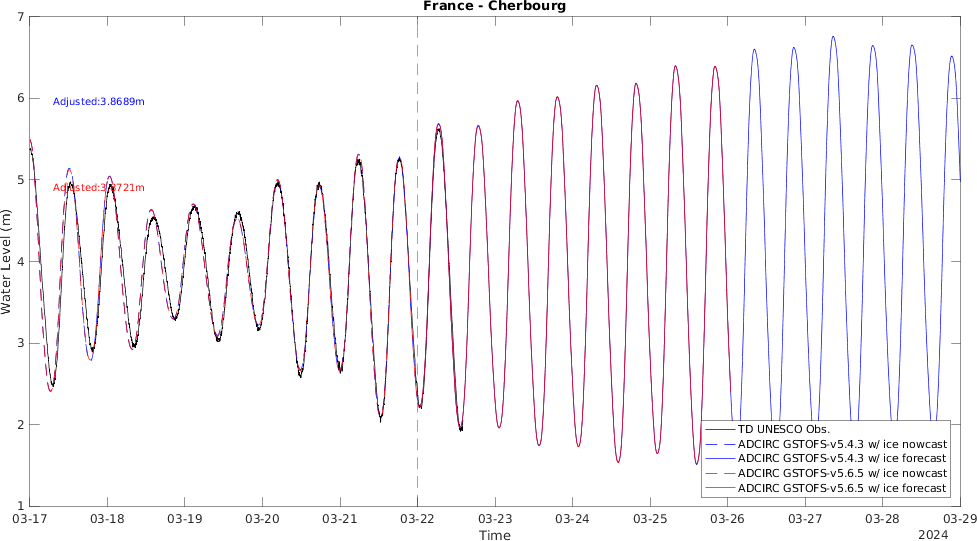 France - Cherbourg
7
6
5
4
3
2
1
Water Level (m)
Adjusted:3.8689m
Adjusted:3.8721m
TD UNESCO Obs.
ADCIRC GSTOFS-v5.4.3 w/ ice nowcast
ADCIRC GSTOFS-v5.4.3 w/ ice forecast
ADCIRC GSTOFS-v5.6.5 w/ ice nowcast
ADCIRC GSTOFS-v5.6.5 w/ ice forecast
03-17 03-18 03-19 03-20 03-21 03-22 03-23 03-24 03-25 03-26 03-27 03-28 03-29
Time
2024